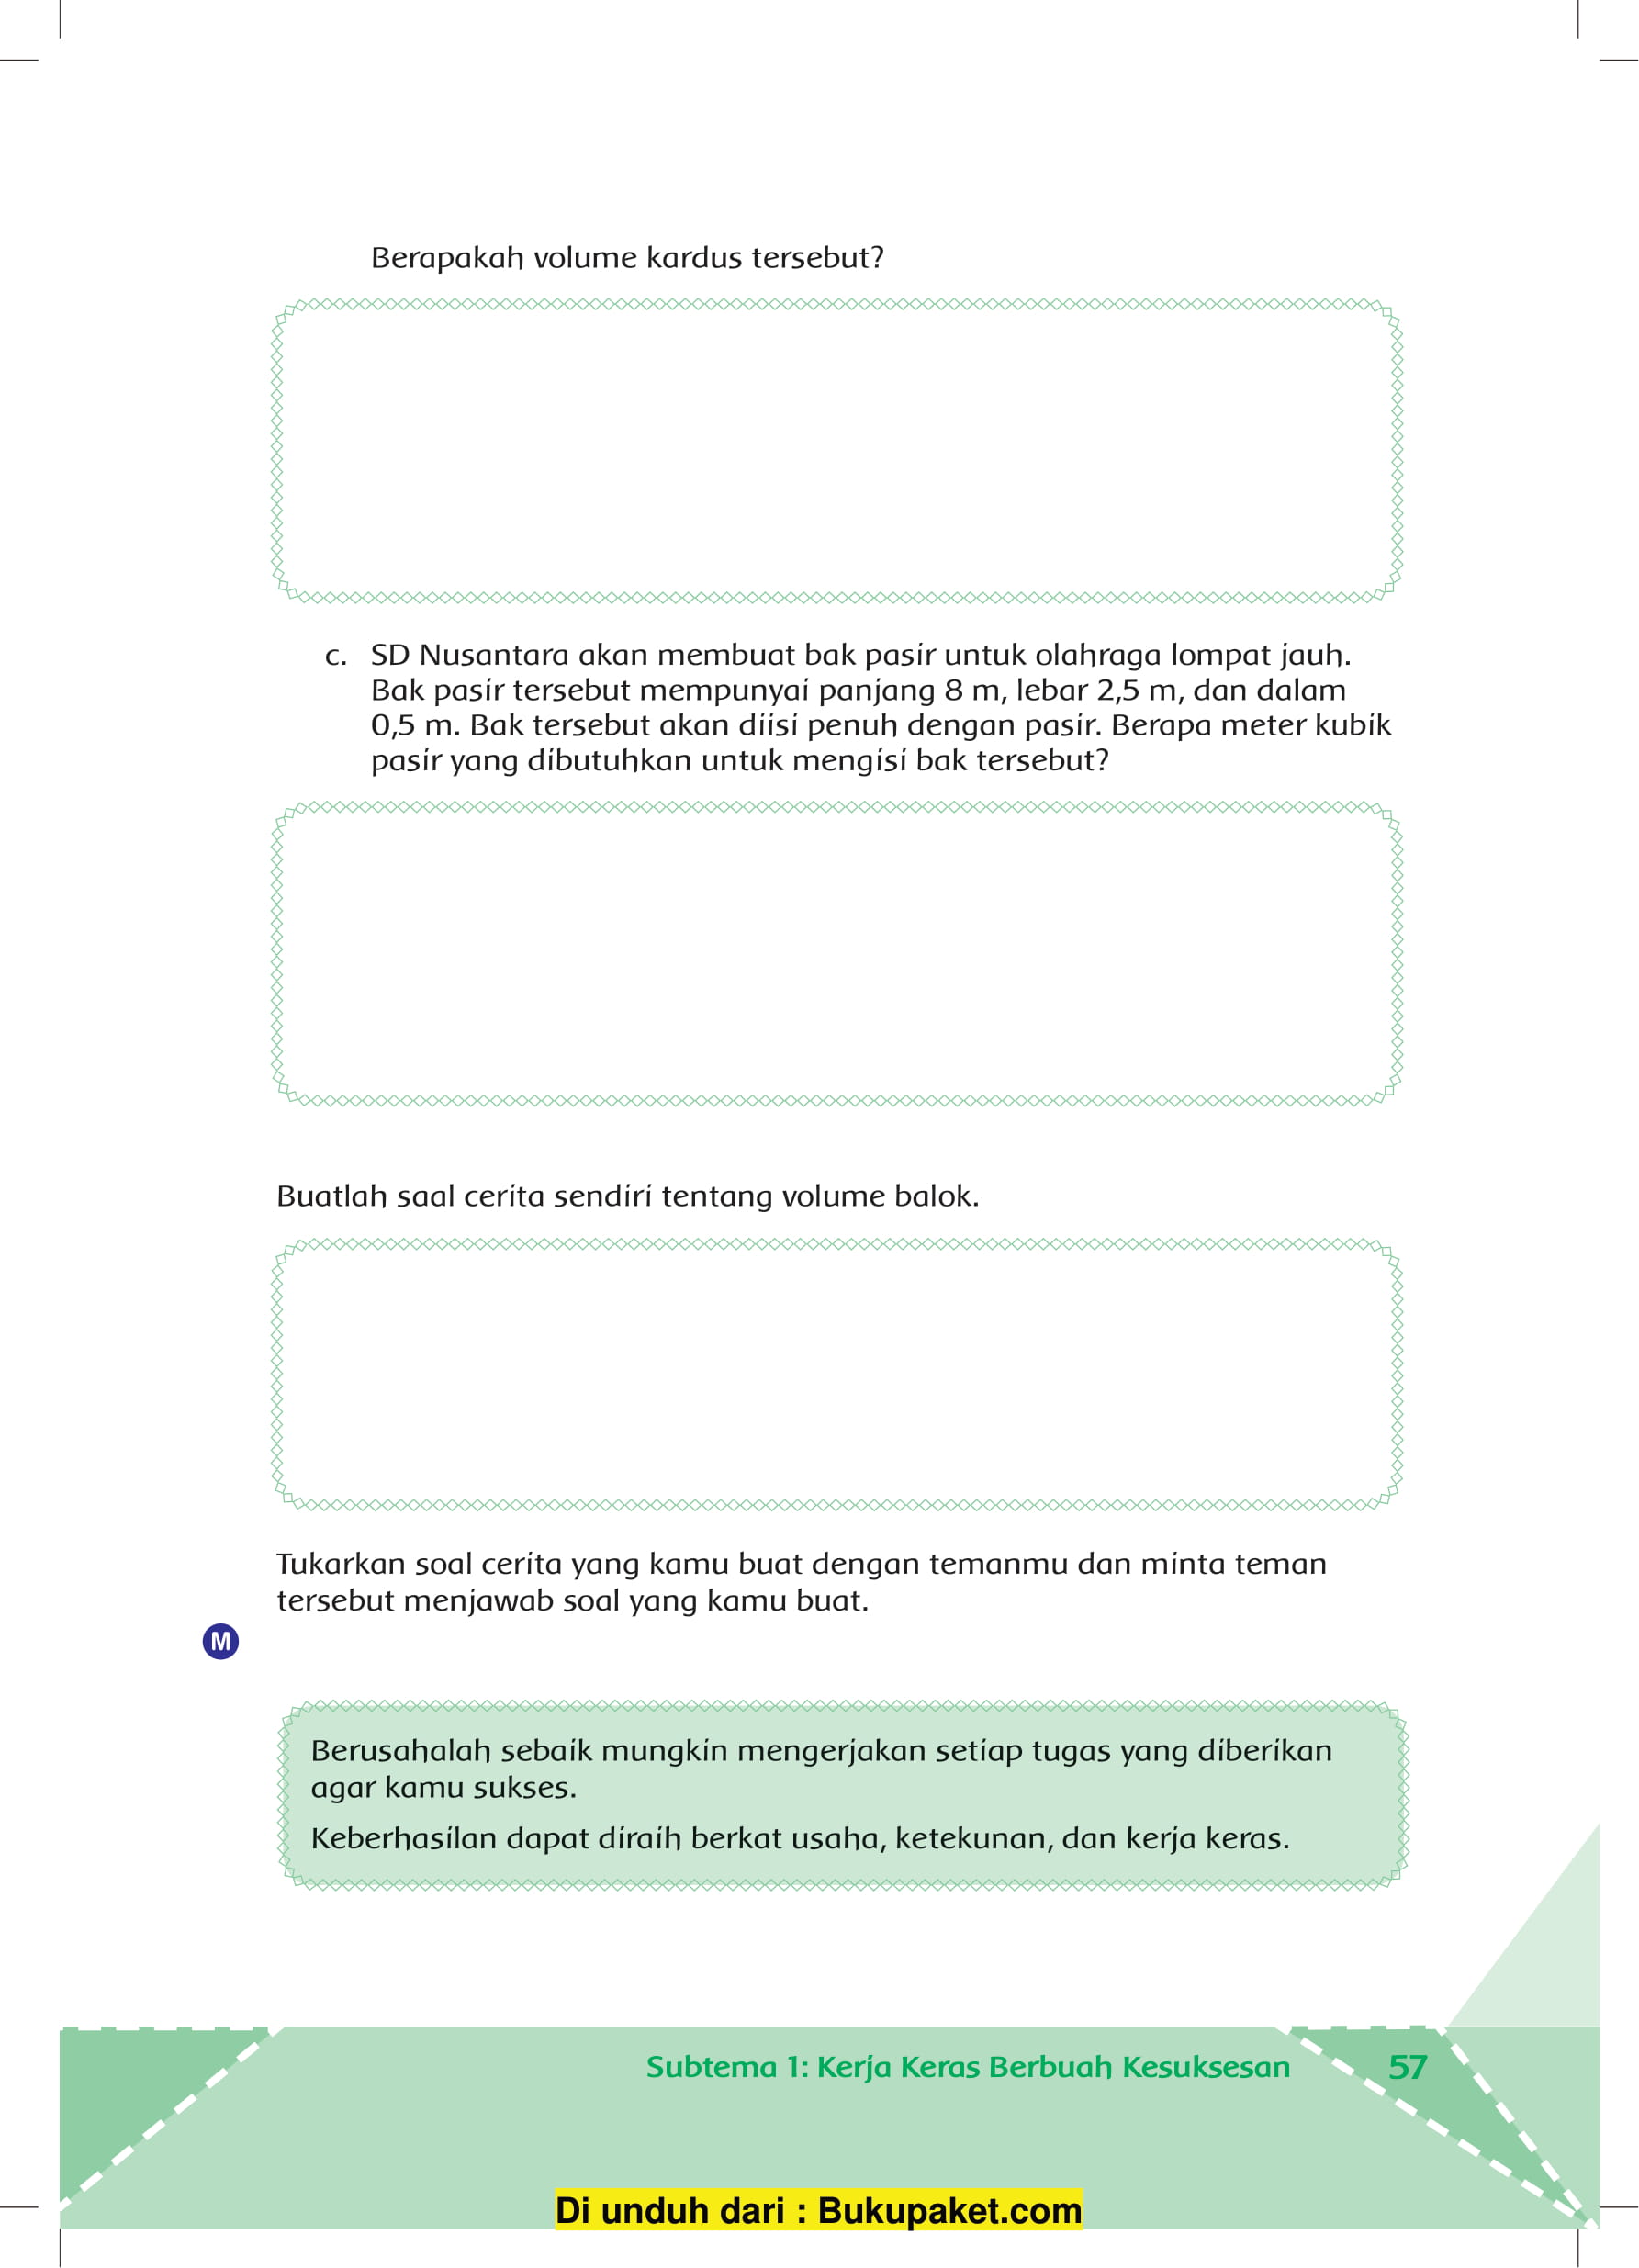 Berapakah volume kardus tersebut?
c. SD Nusantara akan membuat bak pasir untuk olahraga lompat jauh.
Bak pasir tersebut mempunyai panjang 8 m, lebar 2,5 m, dan dalam
0,5 m. Bak tersebut akan diisi penuh dengan pasir. Berapa meter kubik
pasir yang dibutuhkan untuk mengisi bak tersebut?
Buatlah saal cerita sendiri tentang volume balok.
Tukarkan soal cerita yang kamu buat dengan temanmu dan minta teman
tersebut menjawab soal yang kamu buat.
M
Berusahalah sebaik mungkin mengerjakan setiap tugas yang diberikan
agar kamu sukses.
Keberhasilan dapat diraih berkat usaha, ketekunan, dan kerja keras.
Subtema 1: Kerja Keras Berbuah Kesuksesan 57
Di unduh dari : Bukupaket.com